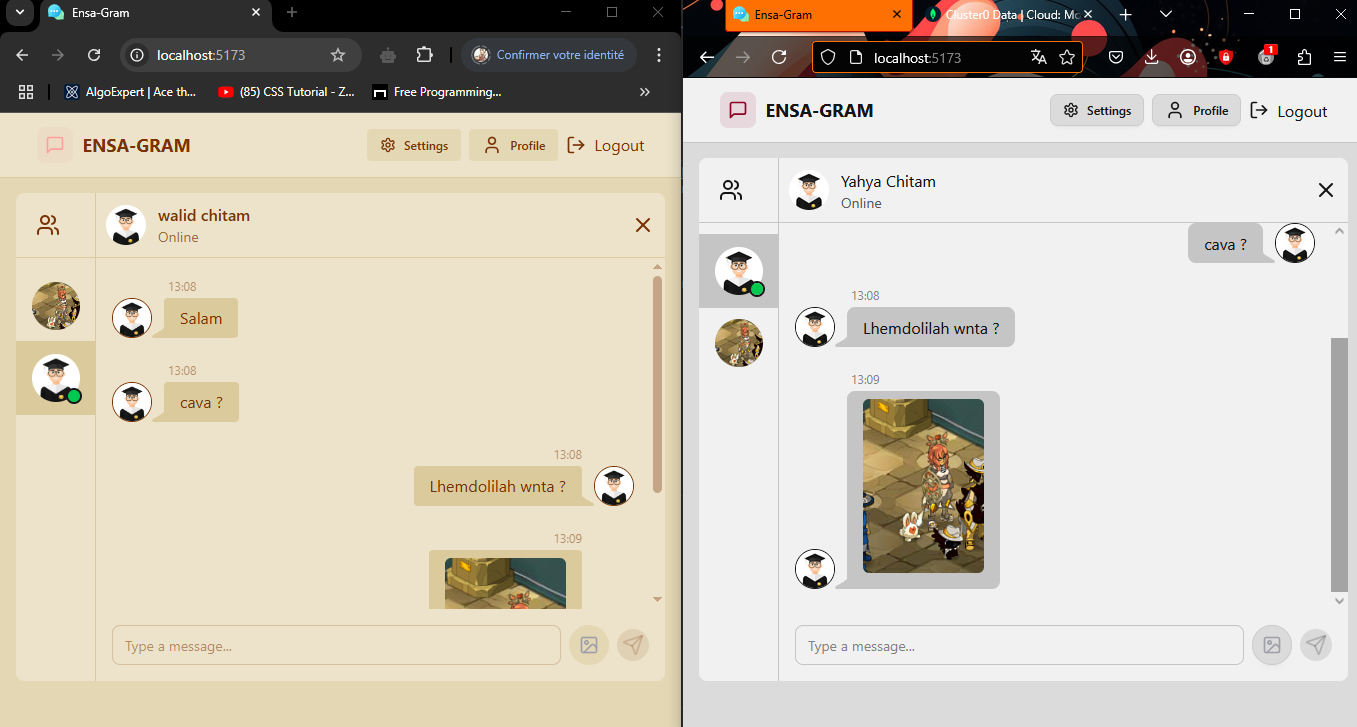 Ensa-Gram
localhost:5173
Confirmer votre identité
AlgoExpert | Ace th...
(85) CSS Tutorial - Z...
Free Programming...
ENSA-GRAM
Settings
Profile
Logout
walid chitam
Online
13:08
Salam
13:08
cava ?
13:08
Lhemdolilah wnta ?
13:09
Type a message...
Ensa-Gram
Cluster0 Data | Cloud: Mo
localhost:5173
1
ENSA-GRAM
Settings
Profile
Logout
Yahya Chitam
Online
cava ?
13:08
Lhemdolilah wnta ?
13:09
Type a message...